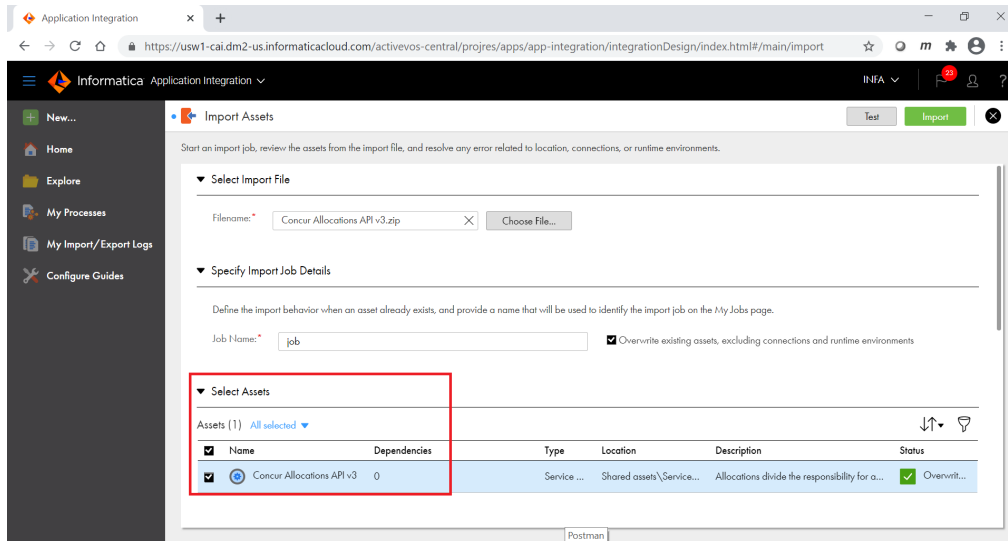 Application Integration
https://usw1-cai.dm2-us.informaticacloud.com/activevos-central/projres/apps/app-integration/integrationDesign/index.html#/main/import
m
Informatica Application Integration
INFA
23
?
New...
Home
Explore
My Processes
My Import/Export Logs
Configure Guides
Import Assets
Test
Import
Start an import job, review the assets from the import file, and resolve any error related to location, connections, or runtime environments.
Select Import File
Filename:* Concur Allocations API v3.zip Choose File...
Specify Import Job Details
Define the import behavior when an asset already exists, and provide a name that will be used to identify the import job on the My Jobs page.
Job Name:* job Overwrite existing assets, excluding connections and runtime environments
Select Assets
Assets (1) All selected
Name Dependencies Type Location Description Status
Concur Allocations API v3 0 Service ... Shared assets\Service... Allocations divide the responsibility for a... Overwrit...
Postman